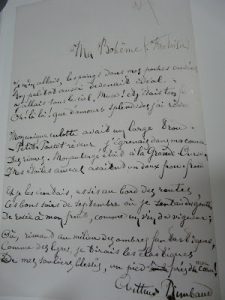 Ma Bohême. (Fantaisie)
Je m'en allais, les poings dans mes poches crevées;
Mon paletot aussi devenait idéal;
J'allais sous le ciel, Muse! et j'étais ton féal;
Oh! là là! que d'amours splendides j'ai rêvées!
Mon unique culotte avait un large trou.
- Petit Poucet rêveur, j'égrenais dans ma course
Des rimes. Mon auberge était à la Grande Ourse.
Mes étoiles au ciel avaient un doux frou-frou
Et je les écoutais, assis au bord des routes,
Ces bons soirs de septembre où je sentais des gouttes
De rosée à mon front, comme un vin de vigueur;
Où, rimant au milieu des ombres fantastiques,
Comme des lyres, je tirais les élastiques
De mes souliers blessés, un pied près de mon cœur!
Arthur Rimbaud